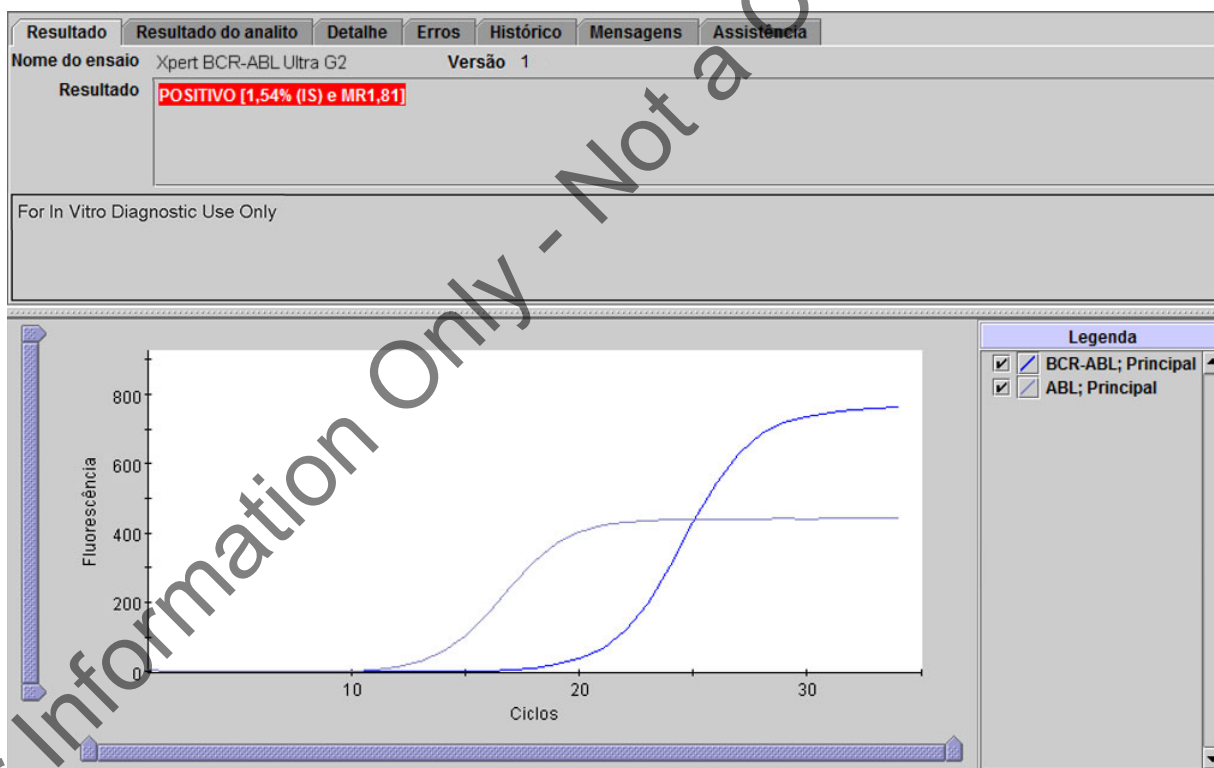 Resultado Resultado do analito Detalhe Erros Histórico Mensagens Assistência
Nome do ensaio Xpert BCR-ABL Ultra G2 Versão 1
Resultado POSITIVO [1,54% (IS) e MR1,81]
For In Vitro Diagnostic Use Only
Legenda
BCR-ABL; Principal
ABL; Principal
Fluorescência
800
600
400
200
0
10 20 30
Ciclos
Information Only - Not a